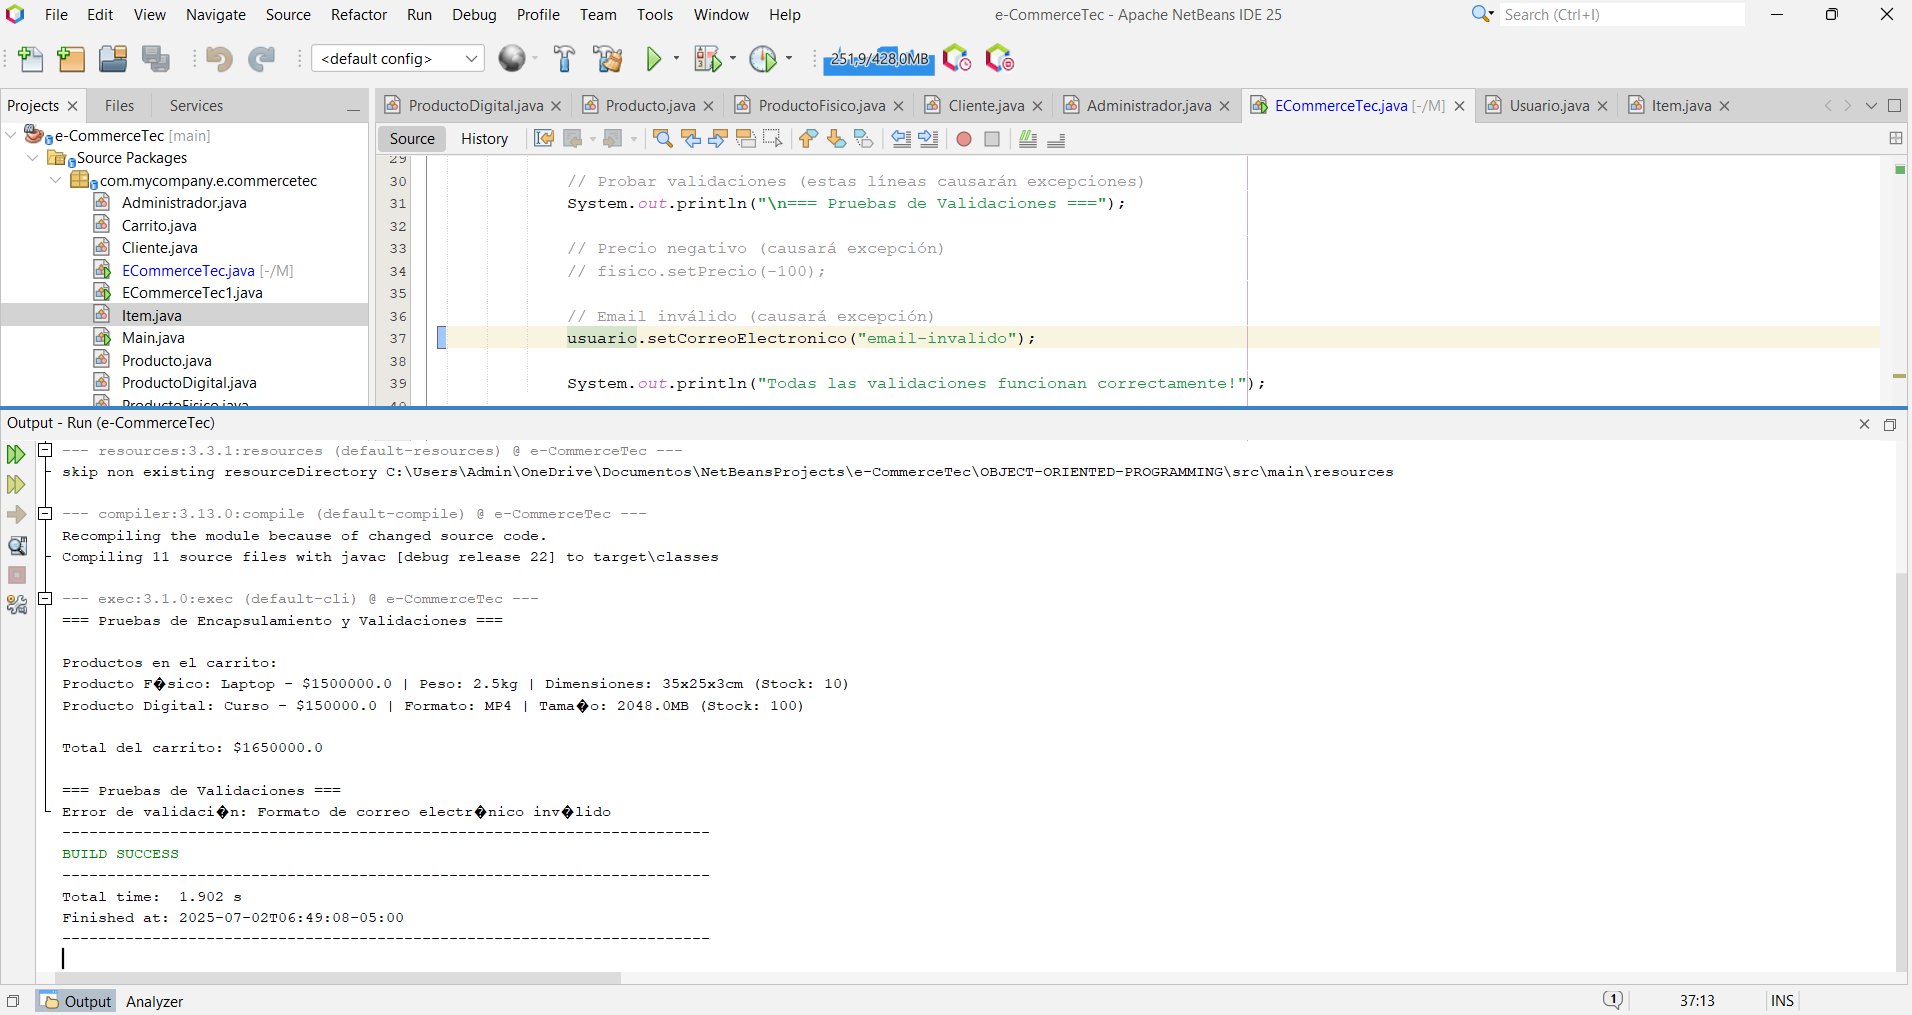 File Edit View Navigate Source Refactor Run Debug Profile Team Tools Window Help
e-CommerceTec - Apache NetBeans IDE 25
Search (Ctrl+I)
<default config>
251,9/428,0MB
Projects Files Services
ProductoDigital.java Producto.java ProductoFisico.java Cliente.java Administrador.java ECommerceTec.java [-/M] Usuario.java Item.java
Source History
e-CommerceTec [main]
Source Packages
com.mycompany.e.commercetec
Administrador.java
Carrito.java
Cliente.java
ECommerceTec.java [-/M]
ECommerceTec1.java
Item.java
Main.java
Producto.java
ProductoDigital.java
ProductoFisico.java
29
30 // Probar validaciones (estas líneas causarán excepciones)
31 System.out.println("\n=== Pruebas de Validaciones ===");
32
33 // Precio negativo (causará excepción)
34 // fisico.setPrecio(-100);
35
36 // Email inválido (causará excepción)
37 usuario.setCorreoElectronico("email-invalido");
38
39 System.out.println("Todas las validaciones funcionan correctamente!");
40
Output - Run (e-CommerceTec)
--- resources:3.3.1:resources (default-resources) @ e-CommerceTec ---
skip non existing resourceDirectory C:\Users\Admin\OneDrive\Documentos\NetBeansProjects\e-CommerceTec\OBJECT-ORIENTED-PROGRAMMING\src\main\resources
--- compiler:3.13.0:compile (default-compile) @ e-CommerceTec ---
Recompiling the module because of changed source code.
Compiling 11 source files with javac [debug release 22] to target\classes
--- exec:3.1.0:exec (default-cli) @ e-CommerceTec ---
=== Pruebas de Encapsulamiento y Validaciones ===
Productos en el carrito:
Producto F�sico: Laptop - $1500000.0 | Peso: 2.5kg | Dimensiones: 35x25x3cm (Stock: 10)
Producto Digital: Curso - $150000.0 | Formato: MP4 | Tama�o: 2048.0MB (Stock: 100)
Total del carrito: $1650000.0
=== Pruebas de Validaciones ===
Error de validaci�n: Formato de correo electr�nico inv�lido
------------------------------------------------------------------------
BUILD SUCCESS
------------------------------------------------------------------------
Total time:  1.902 s
Finished at: 2025-07-02T06:49:08-05:00
------------------------------------------------------------------------
Output Analyzer
1
37:13
INS